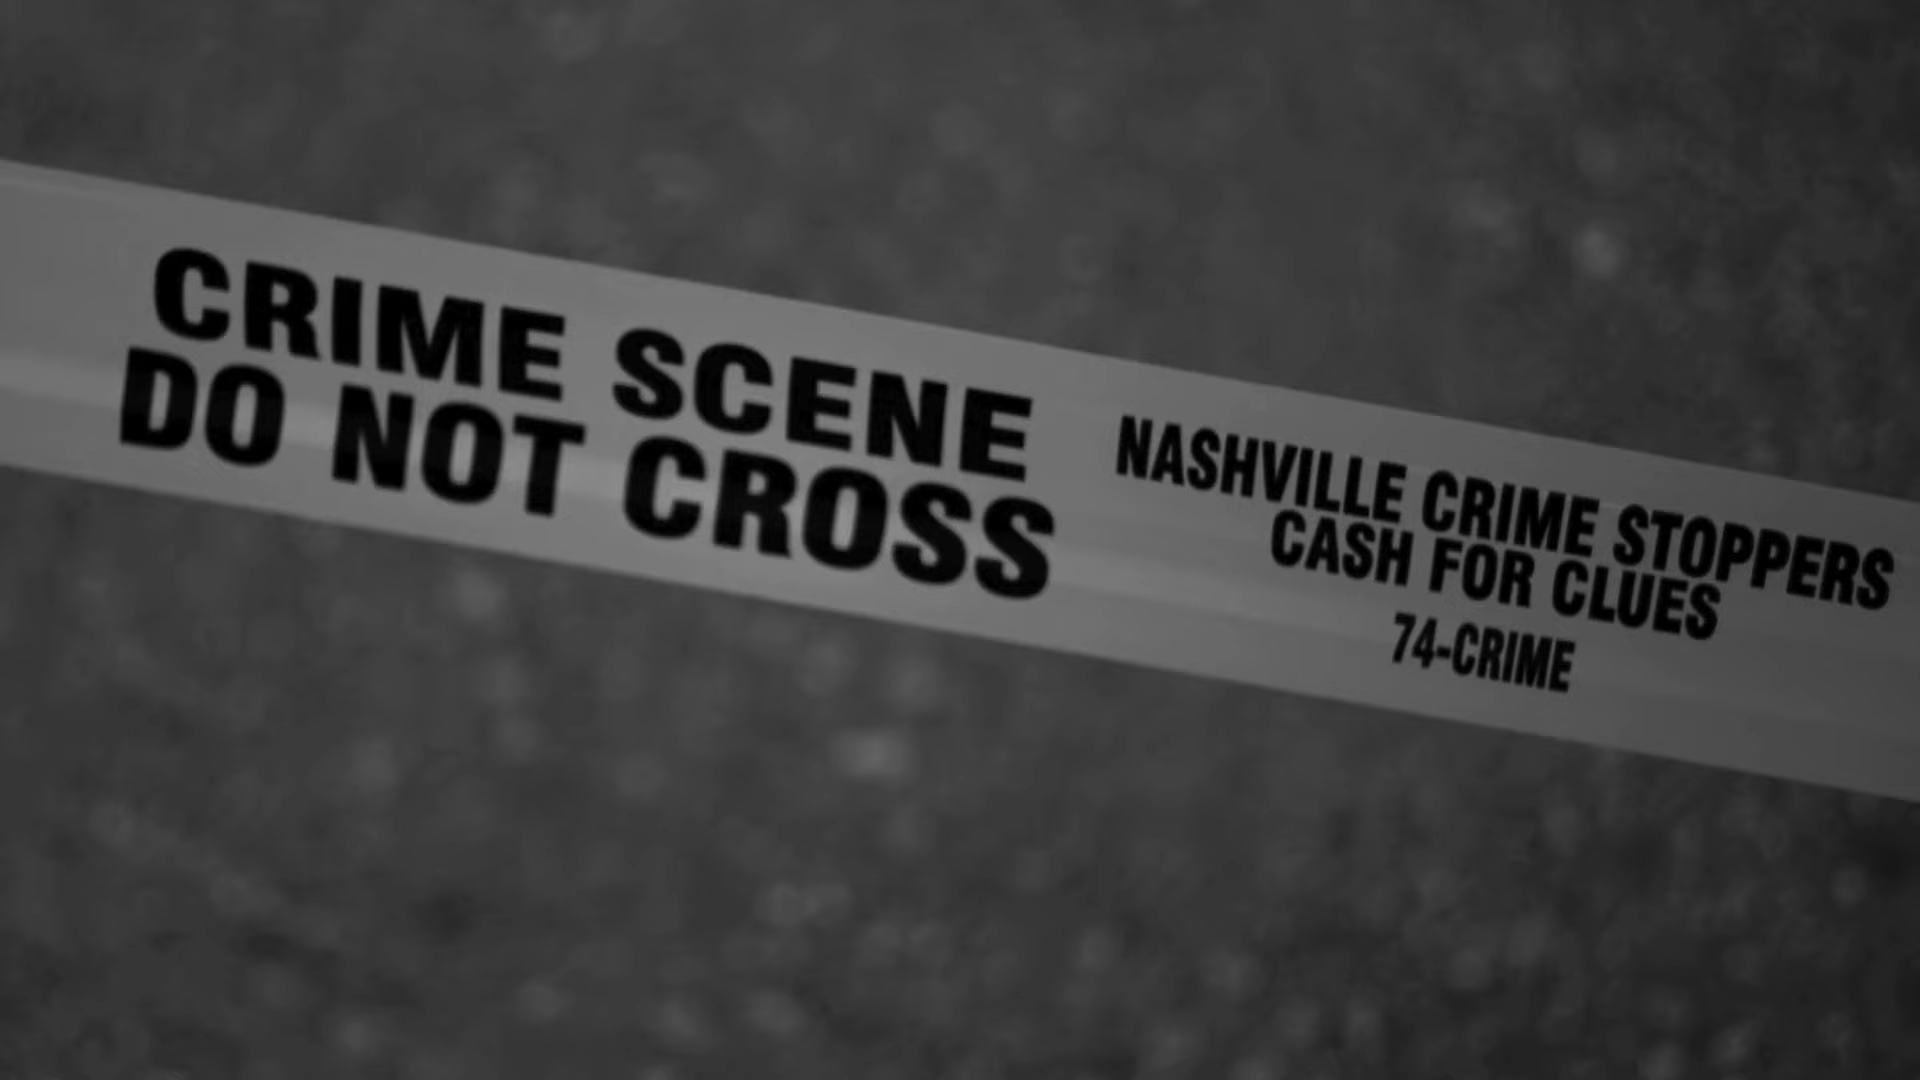 CRIME SCENE
DO NOT CROSS
NASHVILLE CRIME STOPPERS
CASH FOR CLUES
74-CRIME